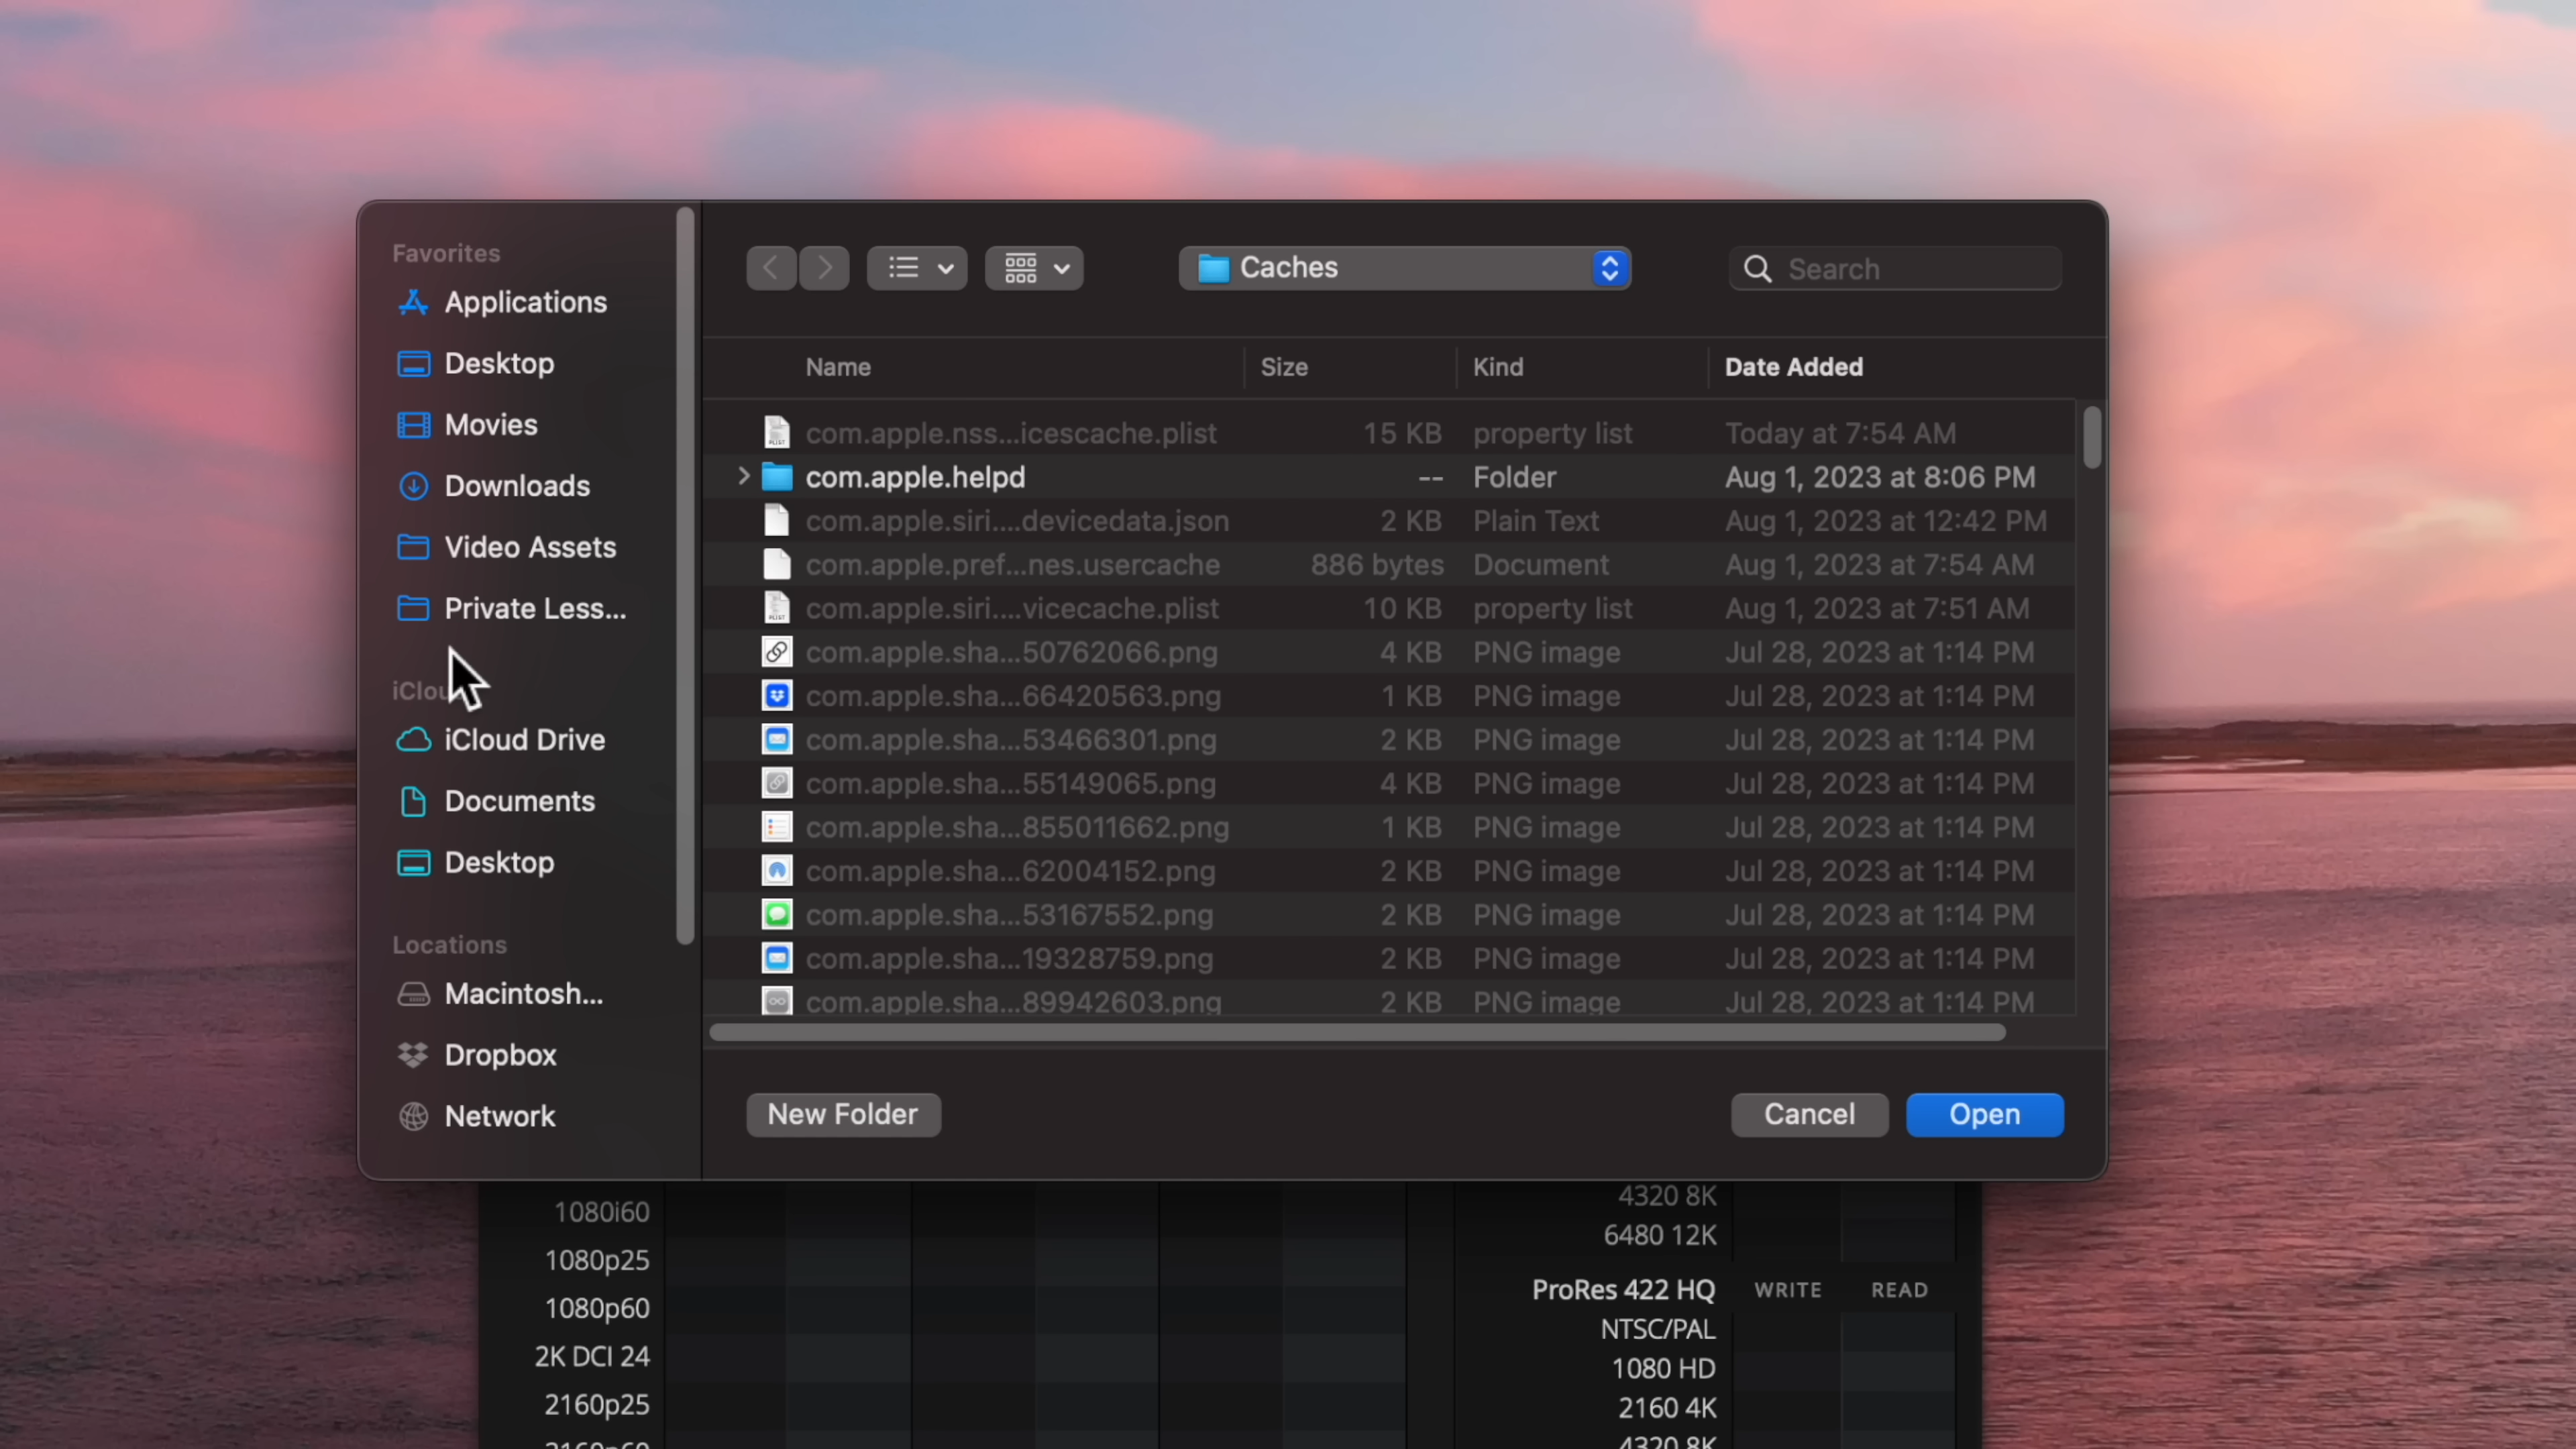 Favorites
Applications
Desktop
Movies
Downloads
Video Assets
Private Less...
iClou
iCloud Drive
Documents
Desktop
Locations
Macintosh...
Dropbox
Network
Caches
Search
Name Size Kind Date Added
com.apple.nss...icescache.plist 15 KB property list Today at 7:54 AM
com.apple.helpd -- Folder Aug 1, 2023 at 8:06 PM
com.apple.siri....devicedata.json 2 KB Plain Text Aug 1, 2023 at 12:42 PM
com.apple.pref...nes.usercache 886 bytes Document Aug 1, 2023 at 7:54 AM
com.apple.siri....vicecache.plist 10 KB property list Aug 1, 2023 at 7:51 AM
com.apple.sha...50762066.png 4 KB PNG image Jul 28, 2023 at 1:14 PM
com.apple.sha...66420563.png 1 KB PNG image Jul 28, 2023 at 1:14 PM
com.apple.sha...53466301.png 2 KB PNG image Jul 28, 2023 at 1:14 PM
com.apple.sha...55149065.png 4 KB PNG image Jul 28, 2023 at 1:14 PM
com.apple.sha...855011662.png 1 KB PNG image Jul 28, 2023 at 1:14 PM
com.apple.sha...62004152.png 2 KB PNG image Jul 28, 2023 at 1:14 PM
com.apple.sha...53167552.png 2 KB PNG image Jul 28, 2023 at 1:14 PM
com.apple.sha...19328759.png 2 KB PNG image Jul 28, 2023 at 1:14 PM
com.apple.sha...89942603.png 2 KB PNG image Jul 28, 2023 at 1:14 PM
New Folder Cancel Open
1080i60
1080p25
1080p60
2K DCI 24
2160p25
2160p60
4320 8K
6480 12K
ProRes 422 HQ WRITE READ
NTSC/PAL
1080 HD
2160 4K
4320 8K